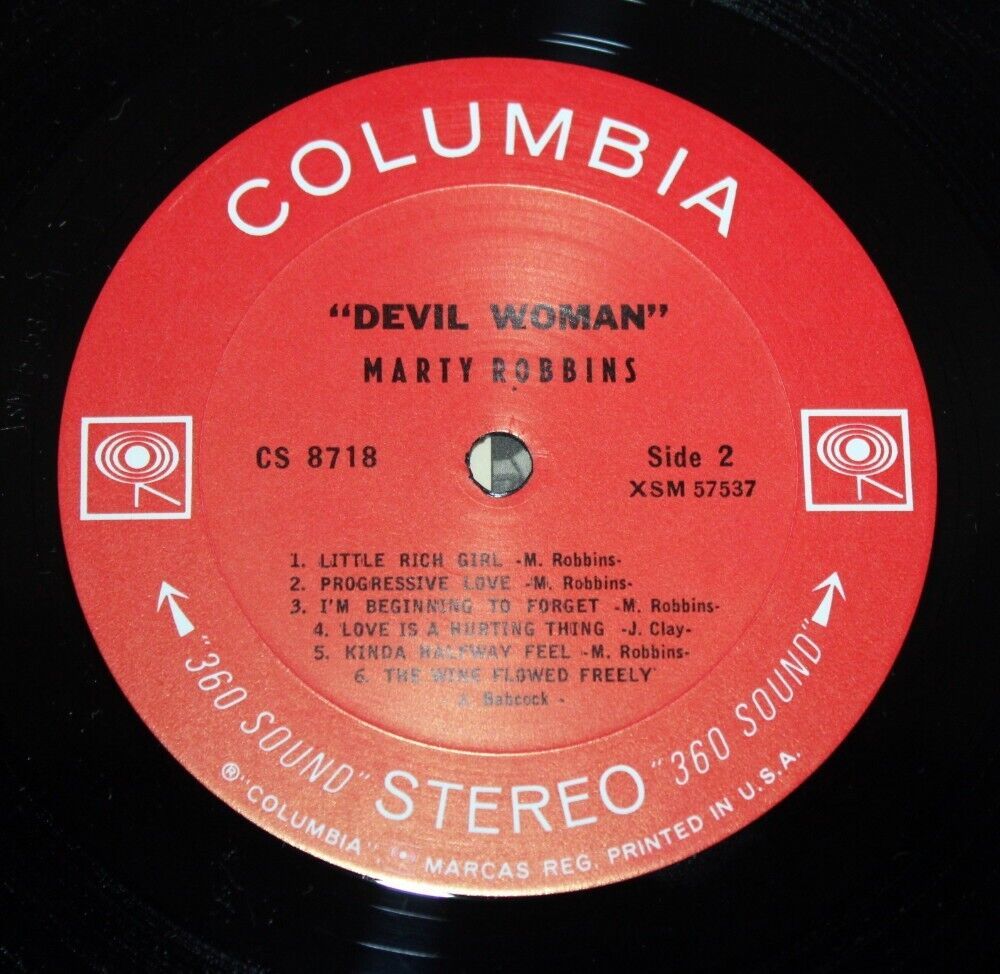 COLUMBIA
"DEVIL WOMAN"
MARTY ROBBINS
CS 8718
Side 2
XSM 57537
1. LITTLE RICH GIRL -M. Robbins-
2. PROGRESSIVE LOVE -M. Robbins-
3. I'M BEGINNING TO FORGET -M. Robbins-
4. LOVE IS A HURTING THING -J. Clay-
5. KINDA HALFWAY FEEL -M. Robbins-
6. THE WINE FLOWED FREELY
- Babcock -
"360 SOUND" STEREO "360 SOUND"
® "COLUMBIA", MARCAS REG. PRINTED IN U.S.A.